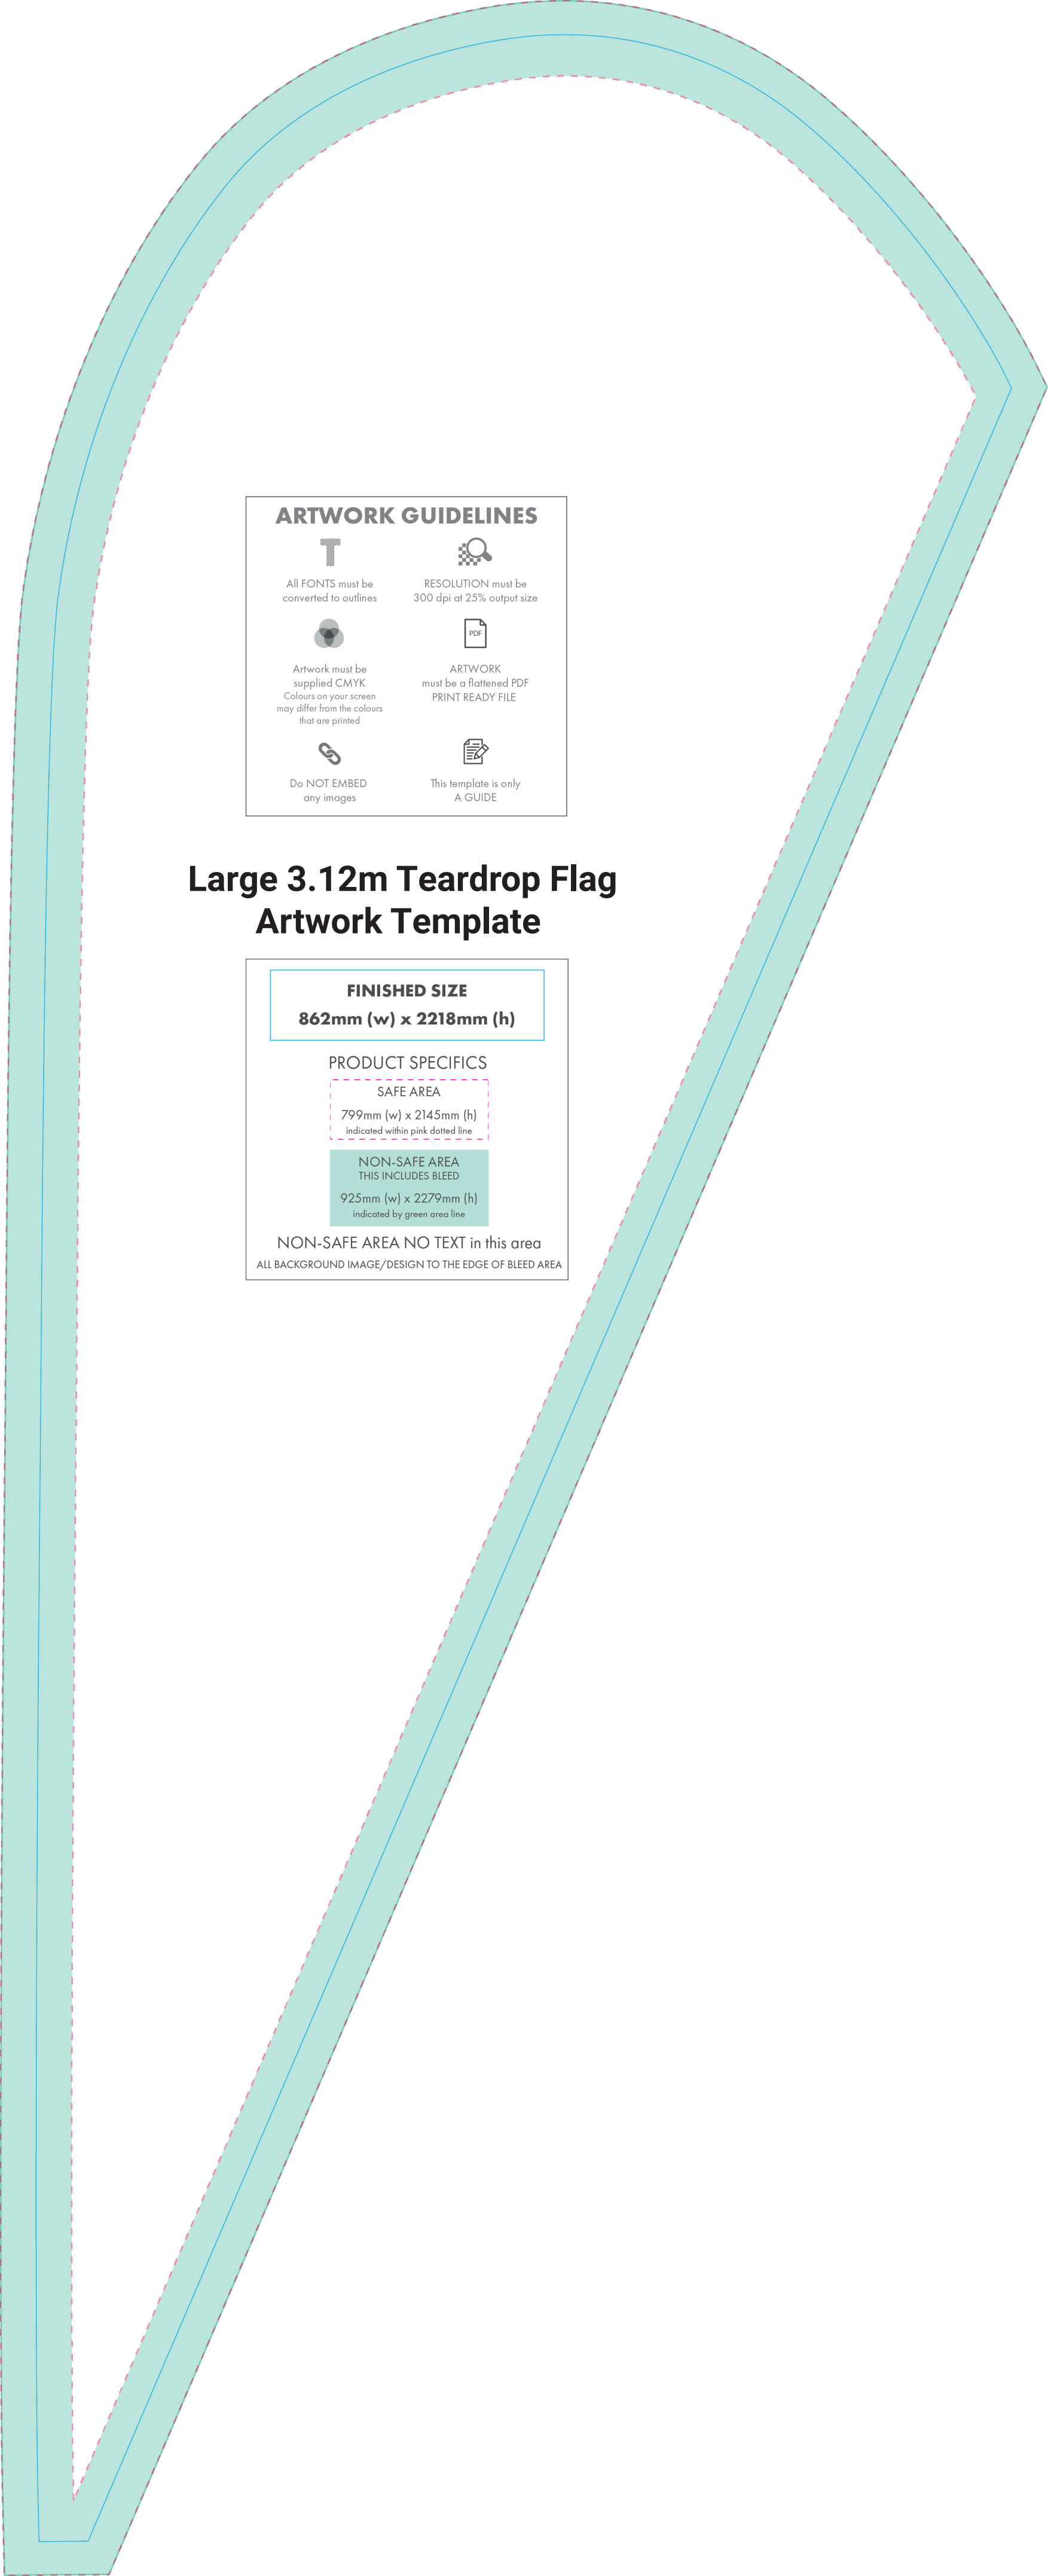 ARTWORK GUIDELINES
T
All FONTS must be
converted to outlines
RESOLUTION must be
300 dpi at 25% output size
Artwork must be
supplied CMYK
Colours on your screen
may differ from the colours
that are printed
PDF
ARTWORK
must be a flattened PDF
PRINT READY FILE
Do NOT EMBED
any images
This template is only
A GUIDE
Large 3.12m Teardrop Flag
Artwork Template
FINISHED SIZE
862mm (w) x 2218mm (h)
PRODUCT SPECIFICS
SAFE AREA
799mm (w) x 2145mm (h)
indicated within pink dotted line
NON-SAFE AREA
THIS INCLUDES BLEED
925mm (w) x 2279mm (h)
indicated by green area line
NON-SAFE AREA NO TEXT in this area
ALL BACKGROUND IMAGE/DESIGN TO THE EDGE OF BLEED AREA